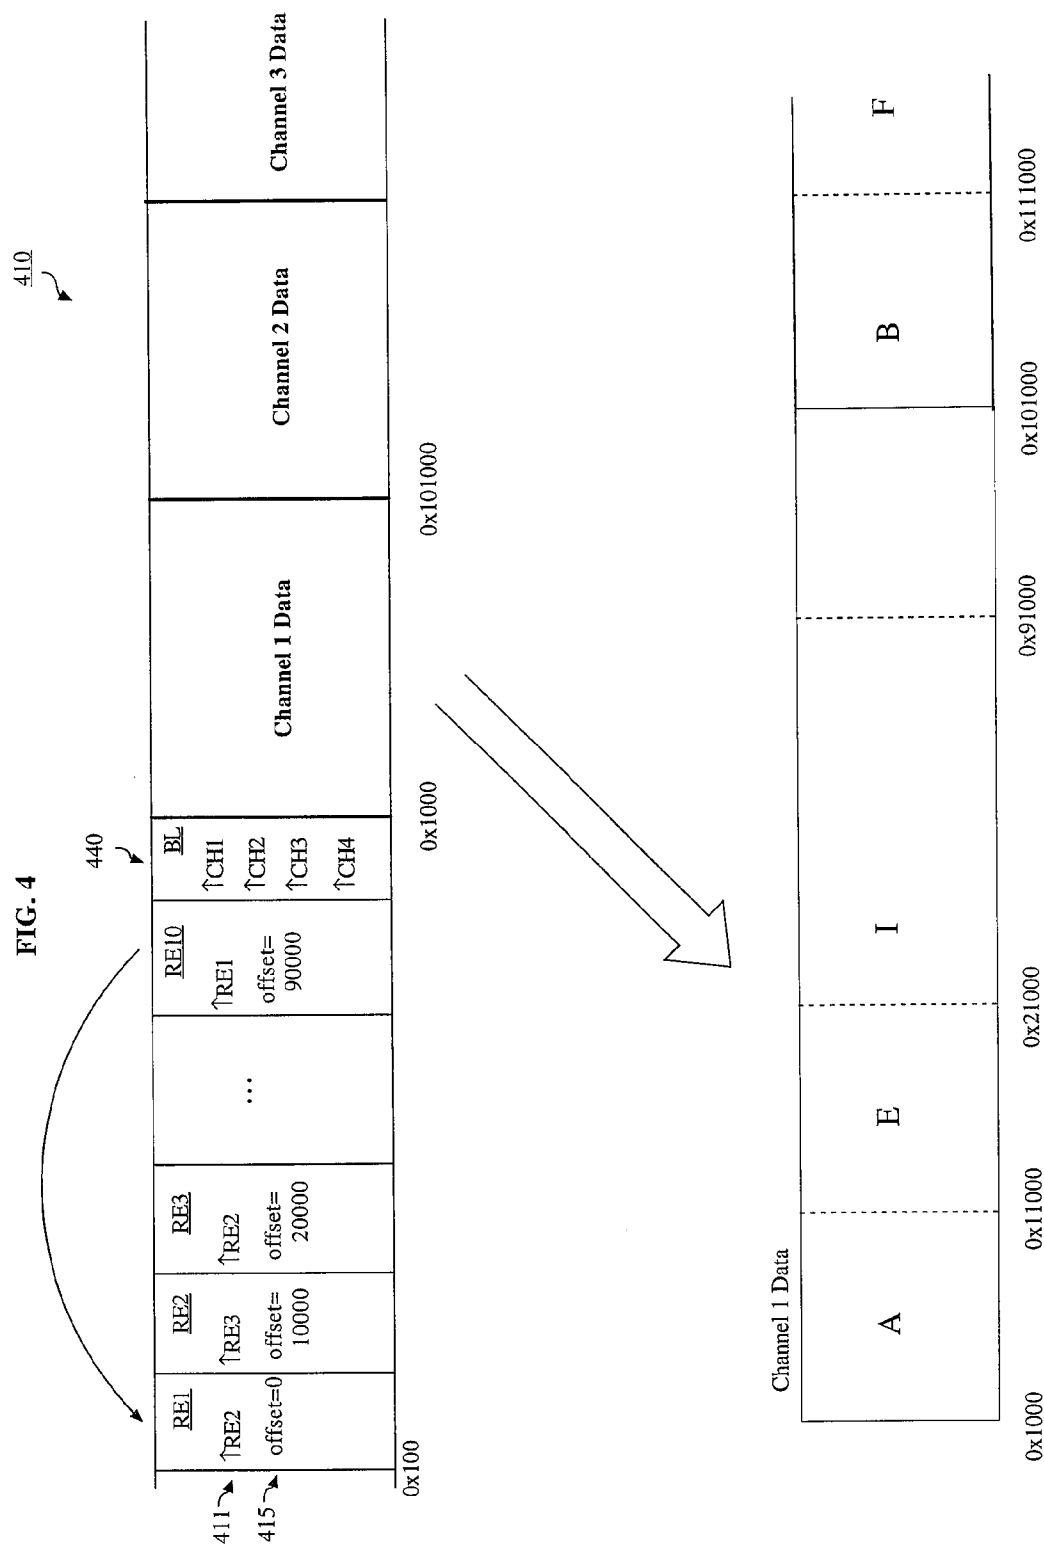 FIG. 4
410
440
411
415
RE1
↑RE2
offset=0
RE2
↑RE3
offset=
10000
RE3
↑RE2
offset=
20000
...
RE10
↑RE1
offset=
90000
BL
↑CH1
↑CH2
↑CH3
↑CH4
Channel 1 Data
Channel 2 Data
Channel 3 Data
0x100
0x1000
0x101000
Channel 1 Data
A
E
I
B
F
0x1000
0x11000
0x21000
0x91000
0x101000
0x111000